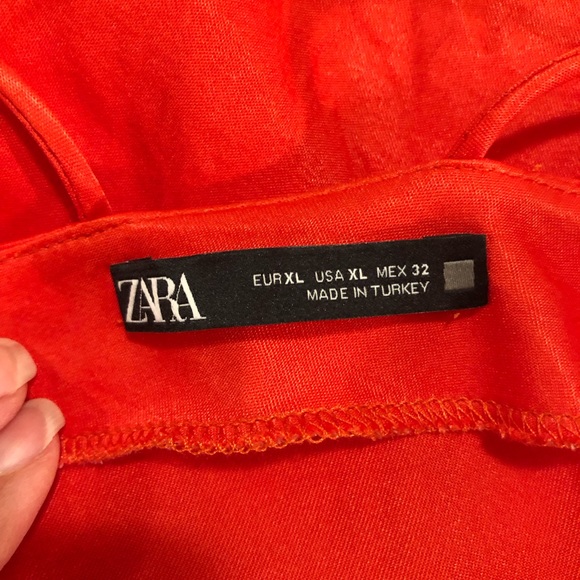 ZARA
EUR XL USA XL MEX 32
MADE IN TURKEY